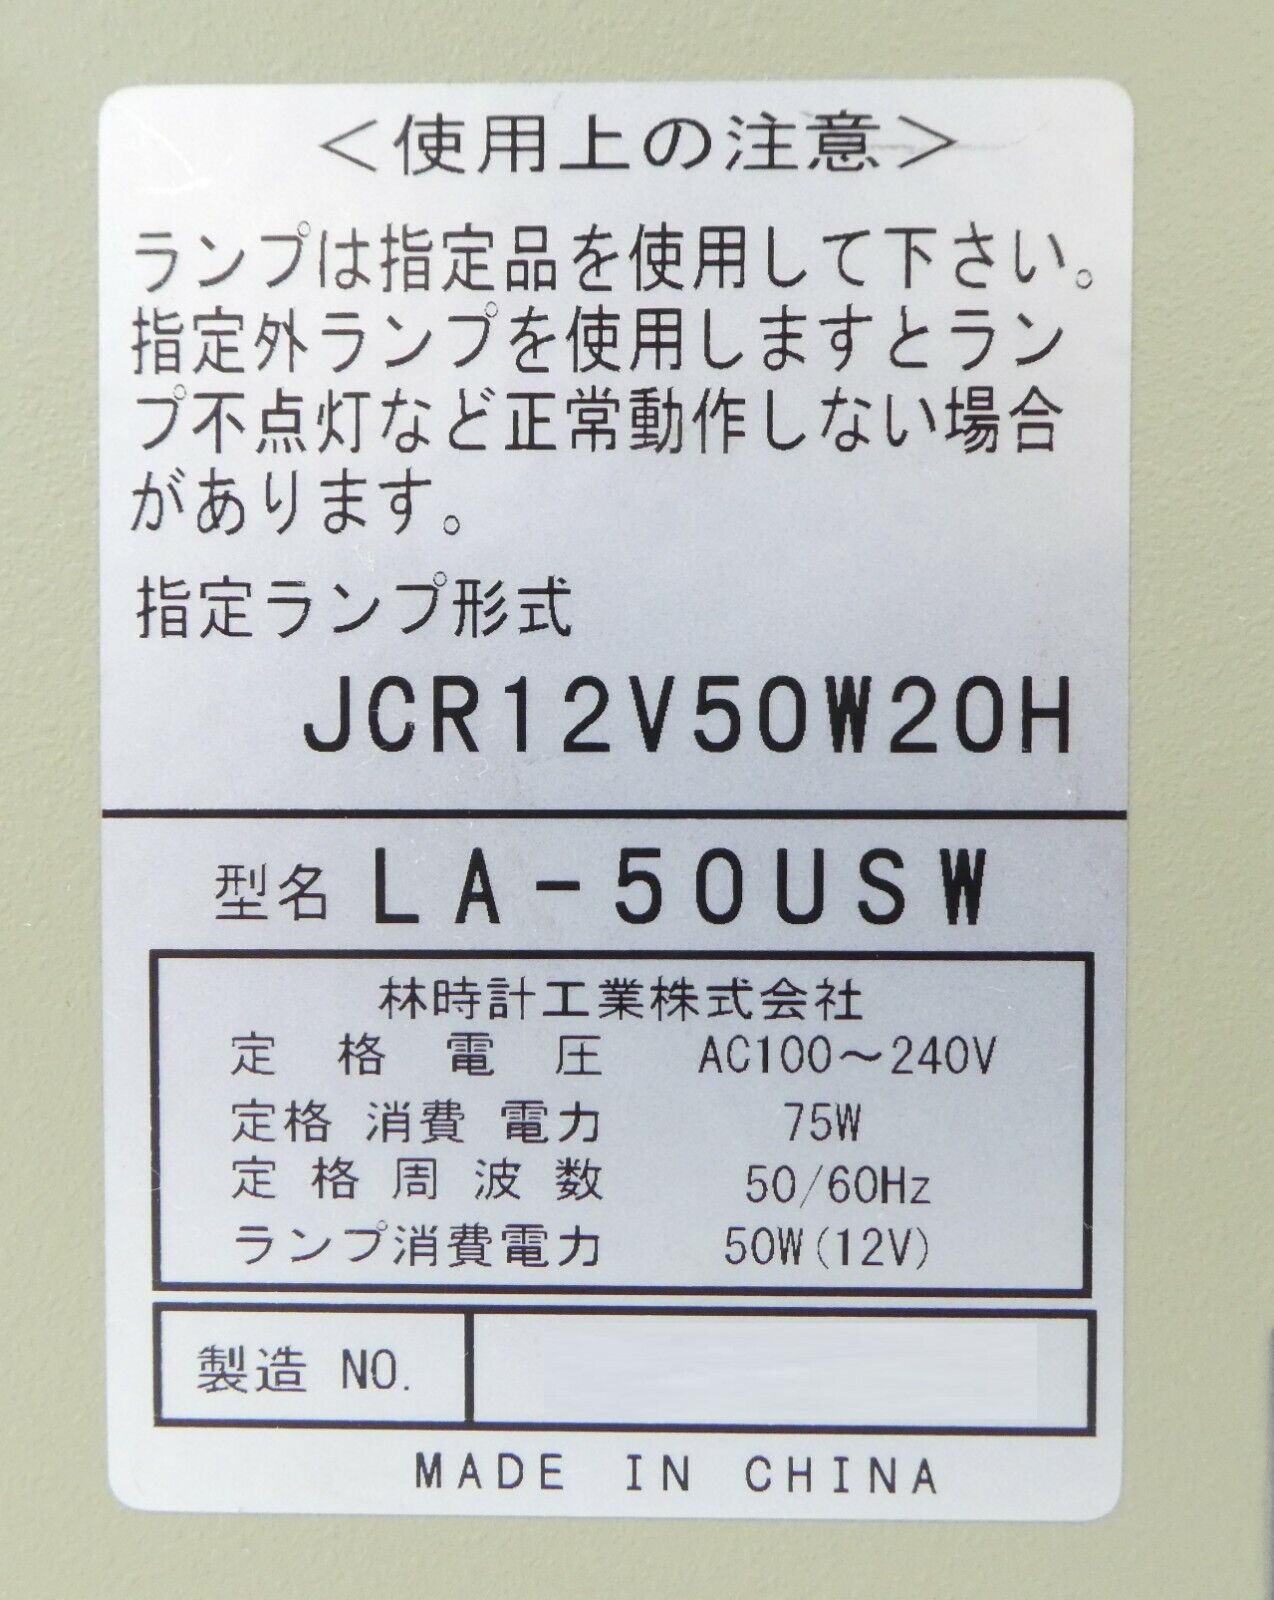 ＜使用上の注意＞
ランプは指定品を使用して下さい。
指定外ランプを使用しますとラン
プ不点灯など正常動作しない場合
があります。
指定ランプ形式
JCR12V50W20H
型名 LA-50USW
林時計工業株式会社
定格電圧 AC100～240V
定格消費電力 75W
定格周波数 50/60Hz
ランプ消費電力 50W(12V)
製造 NO.
MADE IN CHINA